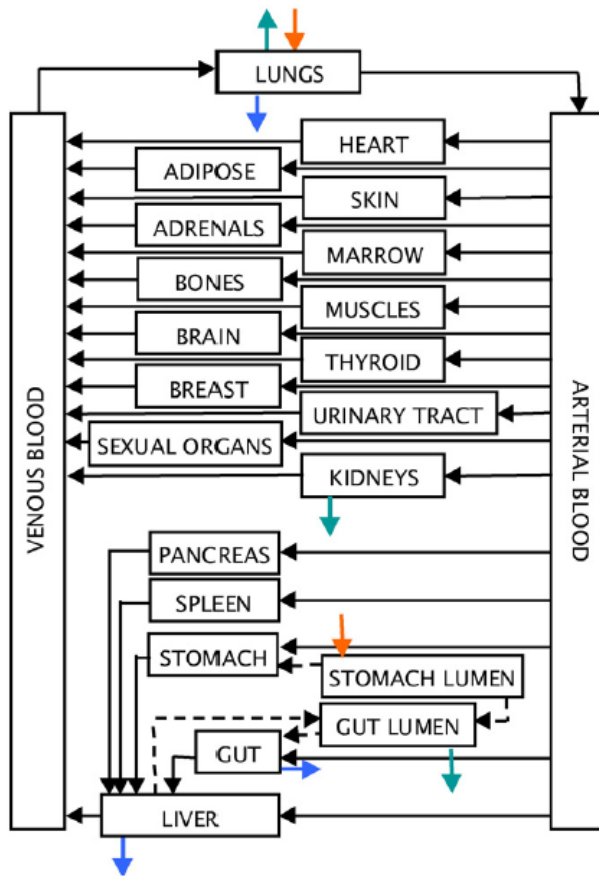 LUNGS
HEART
ADIPOSE
SKIN
ADRENALS
MARROW
BONES
MUSCLES
BRAIN
THYROID
BREAST
URINARY TRACT
SEXUAL ORGANS
KIDNEYS
VENOUS BLOOD
ARTERIAL BLOOD
PANCREAS
SPLEEN
STOMACH
STOMACH LUMEN
GUT LUMEN
GUT
LIVER